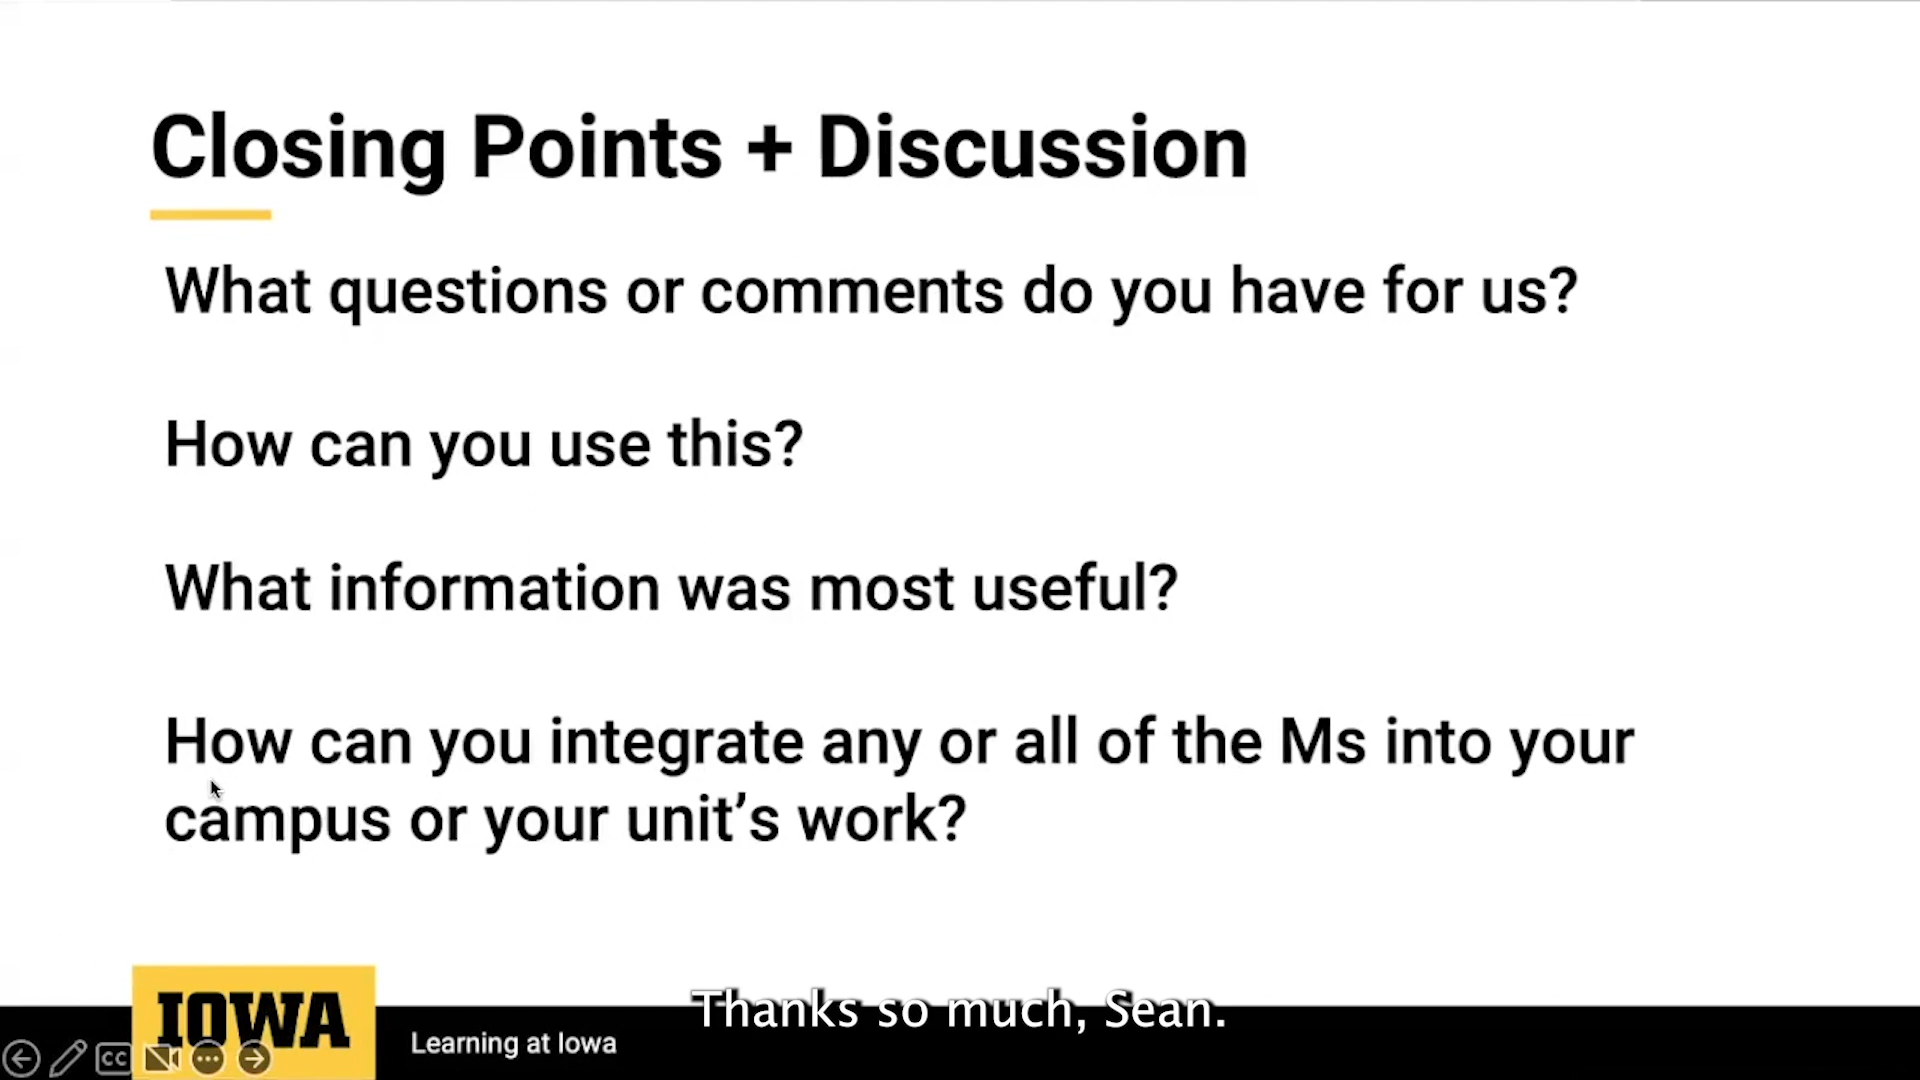 Closing Points + Discussion
What questions or comments do you have for us?
How can you use this?
What information was most useful?
How can you integrate any or all of the Ms into your
campus or your unit’s work?
Thanks so much, Sean.
IOWA
Learning at Iowa
CC